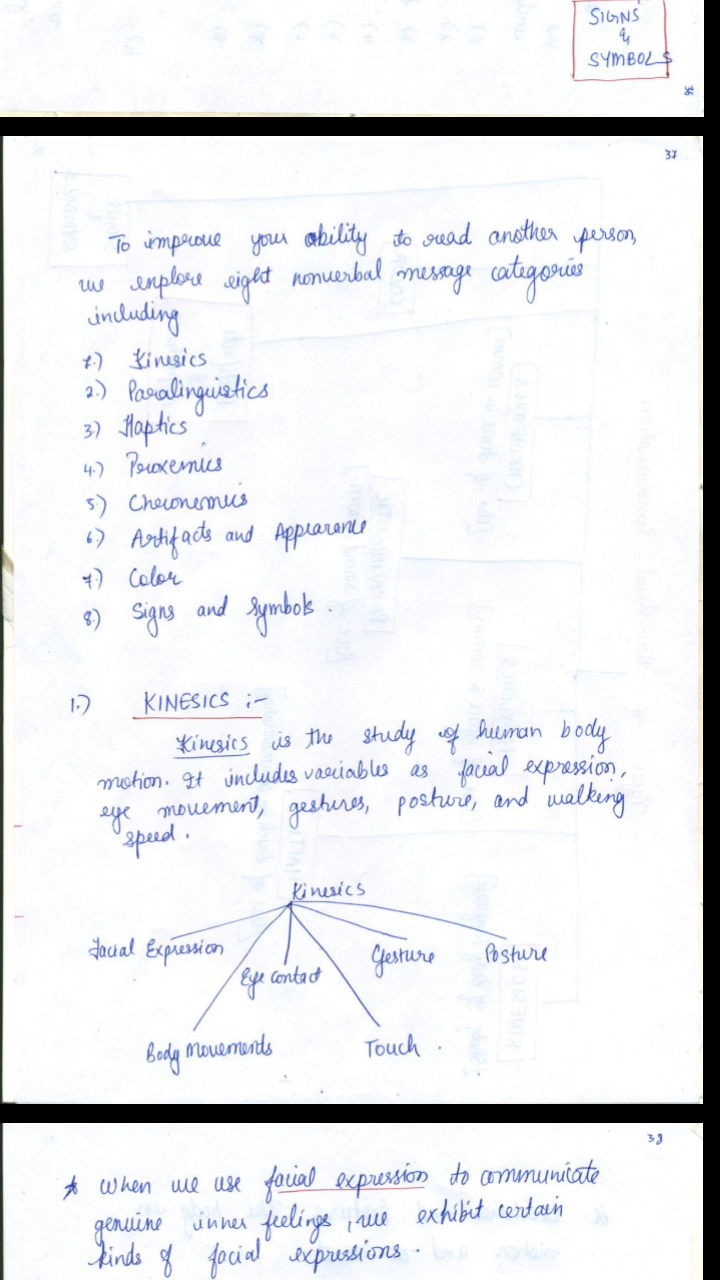 SIGNS
&
SYMBOLS
36
37
To improve your ability to read another person,
we explore eight nonverbal message categories
including
1.) Kinesics
2.) Paralinguistics
3.) Haptics
4.) Proxemics
5.) Chronemics
6.) Artifacts and Appearance
7.) Color
8.) Signs and Symbols.
1.) KINESICS :-
Kinesics is the study of human body
motion. It includes variables as facial expression,
eye movement, gestures, posture, and walking
speed.
Kinesics
Facial Expression Eye contact Gesture Posture
Body Movements Touch.
38
* When we use facial expression to communicate
genuine inner feelings, we exhibit certain
kinds of facial expressions.